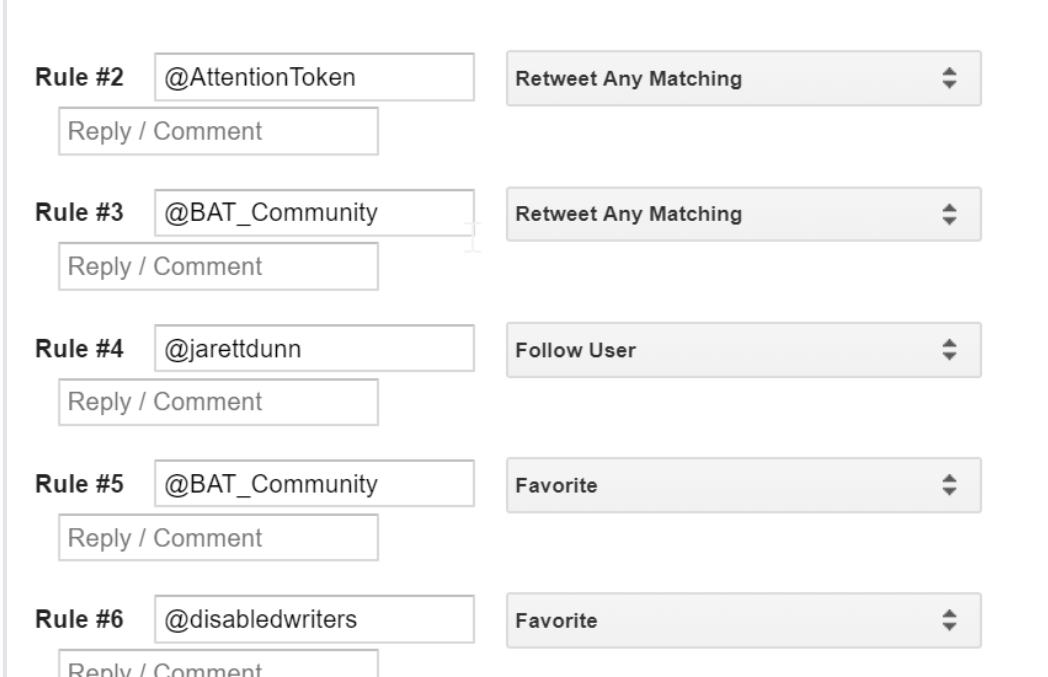 Rule #2 @AttentionToken Retweet Any Matching
Reply / Comment
Rule #3 @BAT_Community Retweet Any Matching
Reply / Comment
Rule #4 @jarettdunn Follow User
Reply / Comment
Rule #5 @BAT_Community Favorite
Reply / Comment
Rule #6 @disabledwriters Favorite
Reply / Comment